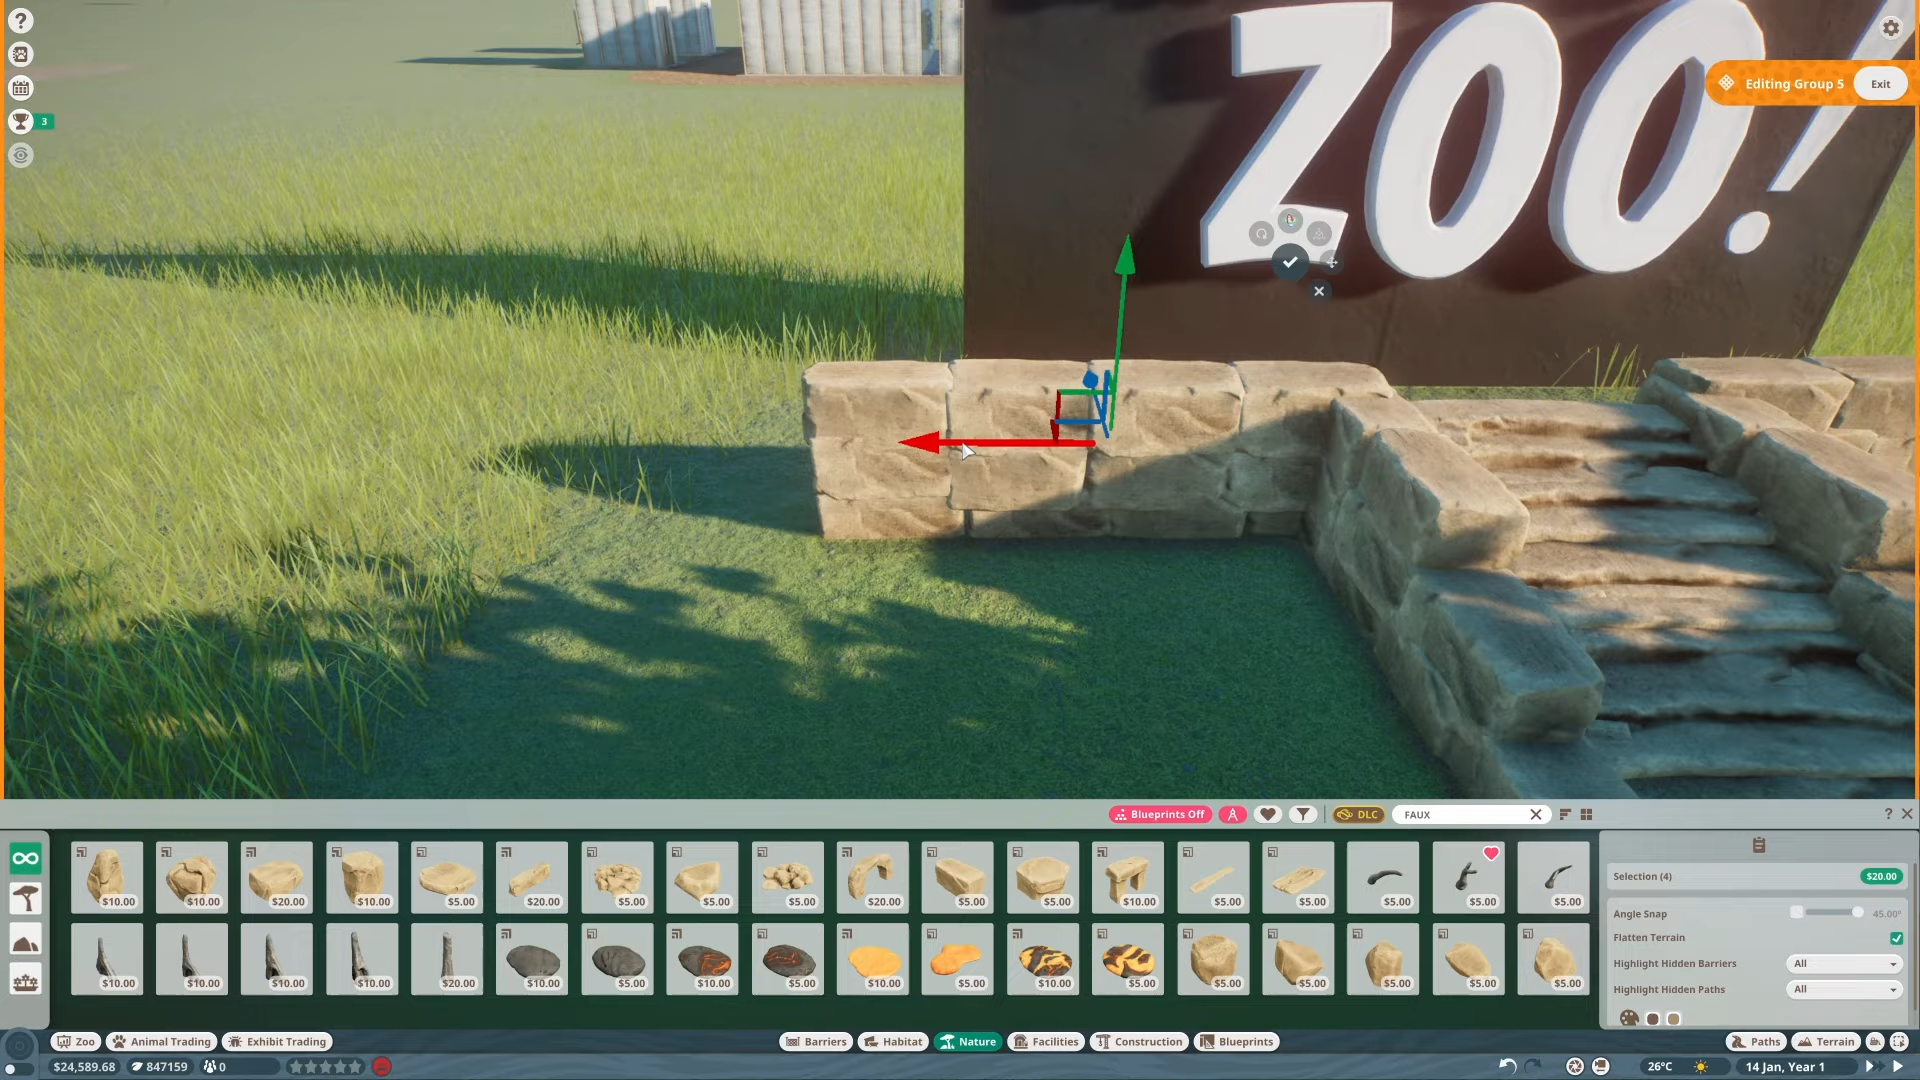 ZOO!
3
Editing Group 5
Exit
Blueprints Off
DLC
FAUX
$10.00 $10.00 $20.00 $10.00 $5.00 $20.00 $5.00 $5.00 $5.00 $20.00 $5.00 $5.00 $10.00 $5.00 $5.00 $5.00 $5.00 $5.00
$10.00 $10.00 $10.00 $10.00 $20.00 $10.00 $5.00 $10.00 $5.00 $10.00 $5.00 $10.00 $5.00 $5.00 $5.00 $5.00 $5.00 $5.00
Selection (4) $20.00
Angle Snap 45.00°
Flatten Terrain
Highlight Hidden Barriers All
Highlight Hidden Paths All
Zoo Animal Trading Exhibit Trading Barriers Habitat Nature Facilities Construction Blueprints Paths Terrain
$24,589.68 847159 0 26°C 14 Jan, Year 1